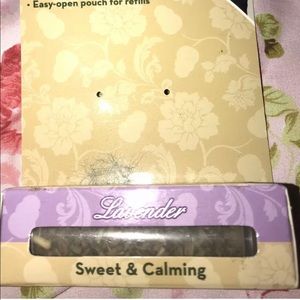 • Easy-open pouch for refills
Lavender
Sweet & Calming